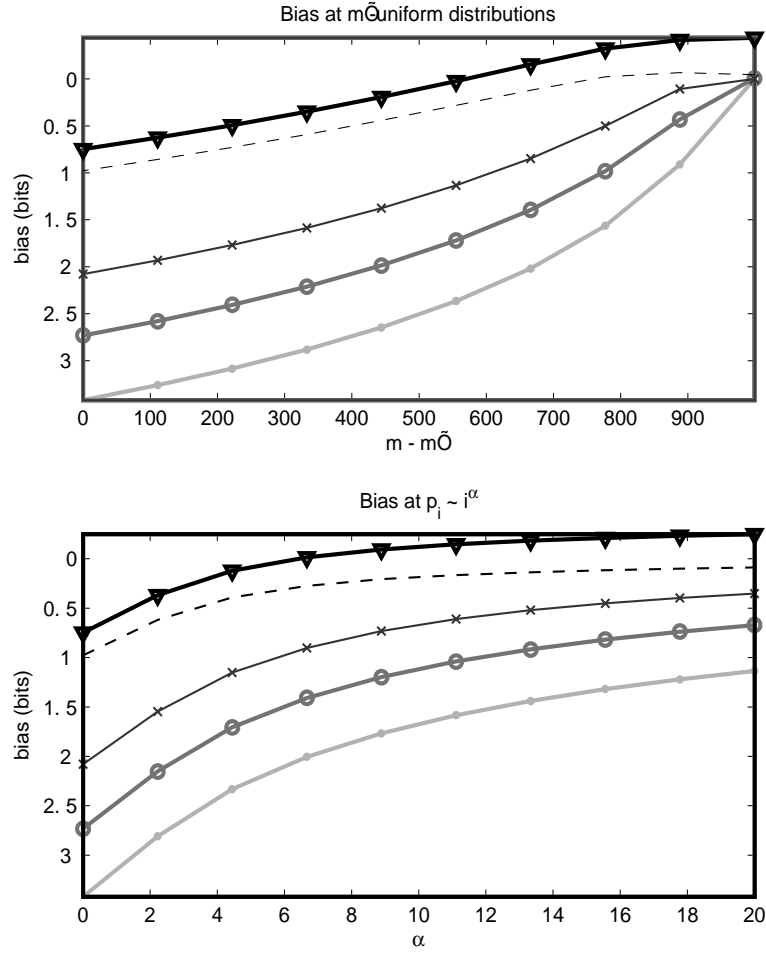 Bias at mÕuniform distributions
0
0.5
1
1.5
2
2.5
3
bias (bits)
0 100 200 300 400 500 600 700 800 900
m - mÕ
Bias at p_i ~ i^α
0
0.5
1
1.5
2
2.5
3
bias (bits)
0 2 4 6 8 10 12 14 16 18 20
α